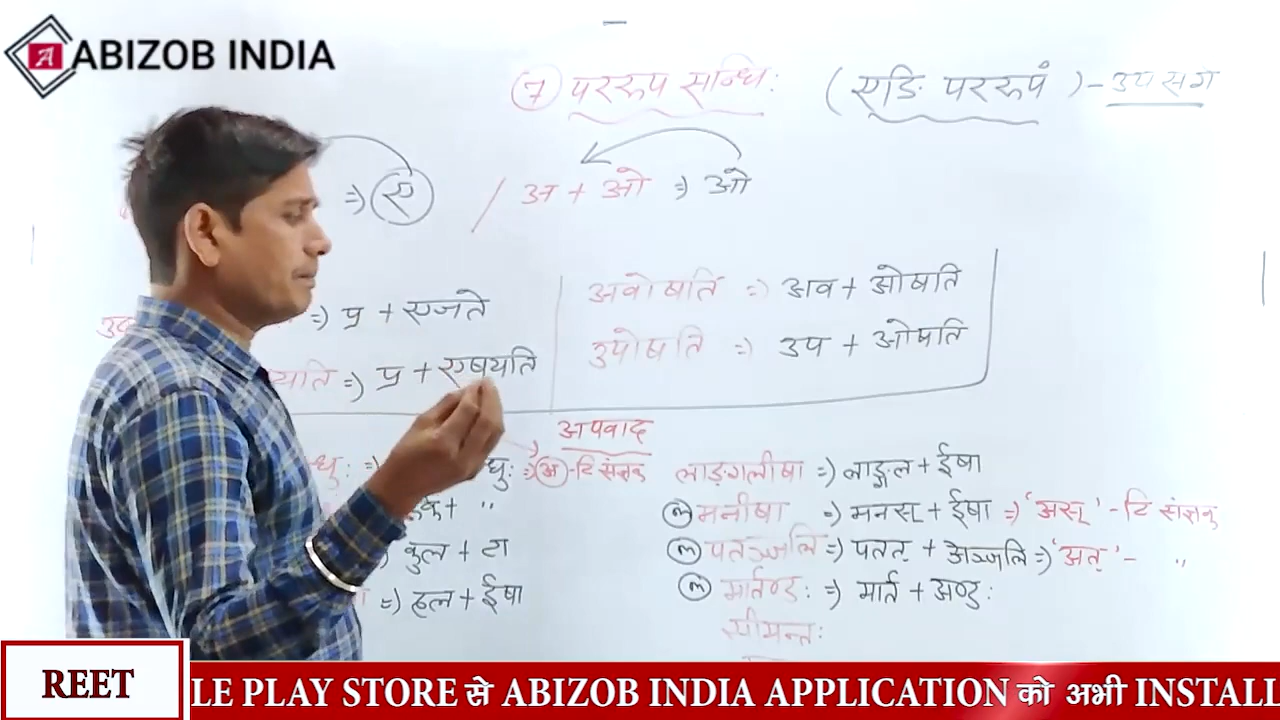 ABIZOB INDIA
7 पररूप सन्धि: (एङि पररूपं) - उपसर्ग
=> ए / अ + ओ => ओ
=> प्र + एजते
अवोषति => अव + ओषति
=> प्र + एषयति
उपोषति => उप + ओषति
अपवाद
=> अ - टि संज्ञक
लाङ्गलीषा => लाङ्गल + ईषा
मनीषा => मनस् + ईषा => 'अस्' - टि संज्ञक
=> कुल + टा
पतञ्जलि => पतत् + अञ्जलि => 'अत्' - "
=> हल + ईषा
मार्तण्ड: => मार्त + अण्ड:
सीमन्त:
REET
LE PLAY STORE से ABIZOB INDIA APPLICATION को अभी INSTALL